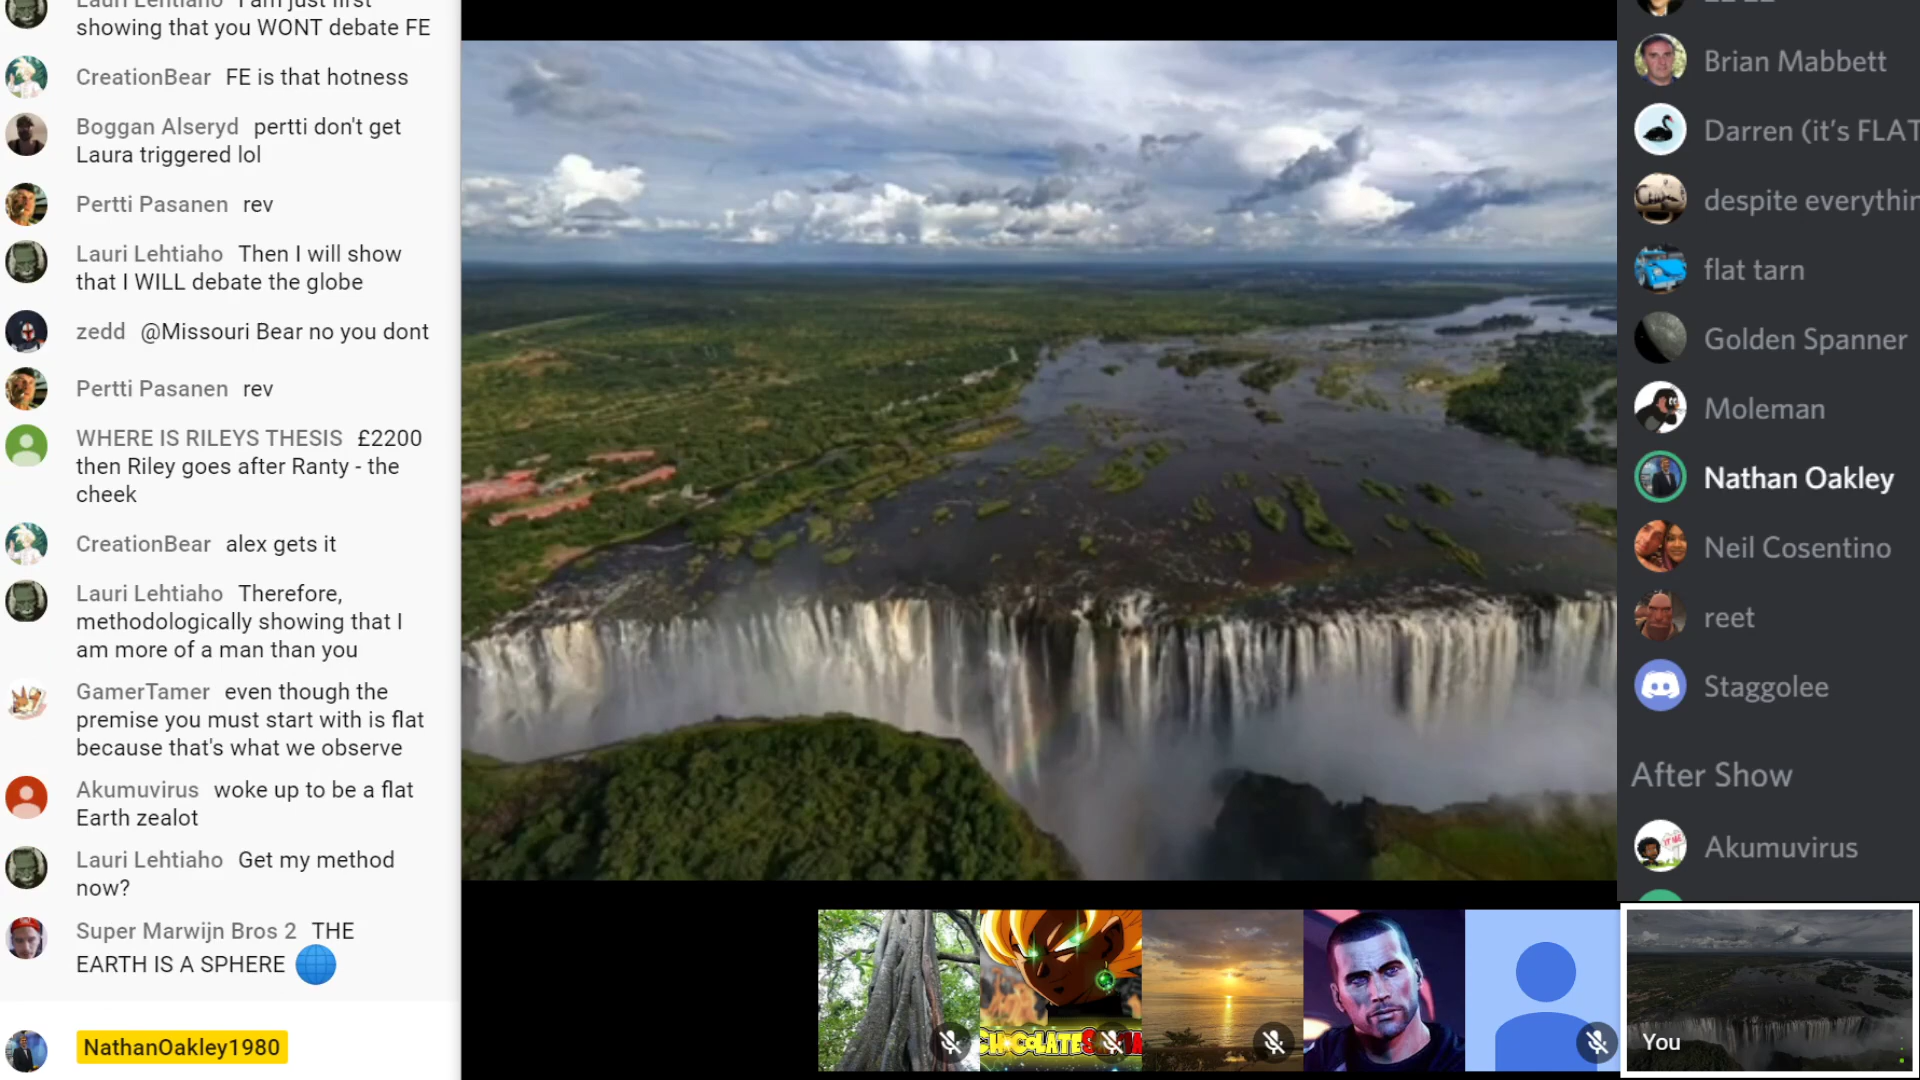 Lauri Lehtiaho I am just first
showing that you WONT debate FE
CreationBear FE is that hotness
Boggan Alseryd pertti don't get
Laura triggered lol
Pertti Pasanen rev
Lauri Lehtiaho Then I will show
that I WILL debate the globe
zedd @Missouri Bear no you dont
Pertti Pasanen rev
WHERE IS RILEYS THESIS £2200
then Riley goes after Ranty - the
cheek
CreationBear alex gets it
Lauri Lehtiaho Therefore,
methodologically showing that I
am more of a man than you
GamerTamer even though the
premise you must start with is flat
because that's what we observe
Akumuvirus woke up to be a flat
Earth zealot
Lauri Lehtiaho Get my method
now?
Super Marwijn Bros 2 THE
EARTH IS A SPHERE
NathanOakley1980
Brian Mabbett
Darren (it's FLAT
despite everythin
flat tarn
Golden Spanner
Moleman
Nathan Oakley
Neil Cosentino
reet
Staggolee
After Show
Akumuvirus
You